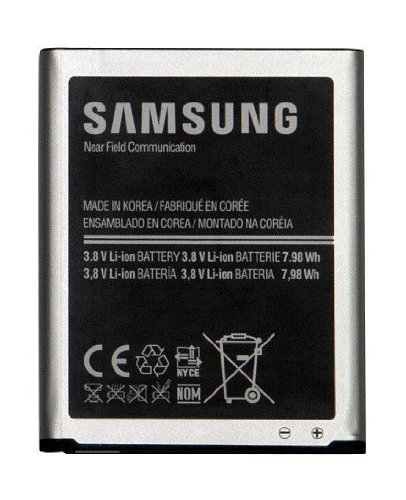 SAMSUNG
Near Field Communication
MADE IN KOREA / FABRIQUÉ EN CORÉE
ENSAMBLADO EN COREA / MONTADO NA CORÉIA
3.8 V Li-ion BATTERY 3.8 V Li-ion BATTERIE 7.98 Wh
3,8 V Li-ion BATERÍA 3,8 V Li-ion BATERIA 7,98 Wh
CE
NYCE
NOM